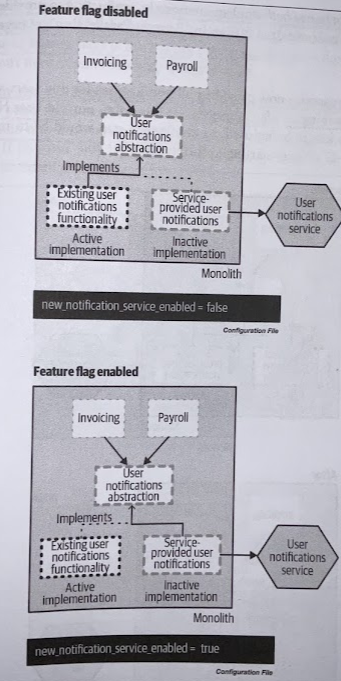 Feature flag disabled
Invoicing
Payroll
User
notifications
abstraction
Implements
Existing user
notifications
functionality
Service-
provided user
notifications
User
notifications
service
Active
implementation
Inactive
implementation
Monolith
new_notification_service_enabled = false
Configuration File
Feature flag enabled
Invoicing
Payroll
User
notifications
abstraction
Implements
Existing user
notifications
functionality
Service-
provided user
notifications
User
notifications
service
Active
implementation
Inactive
implementation
Monolith
new_notification_service_enabled = true
Configuration File